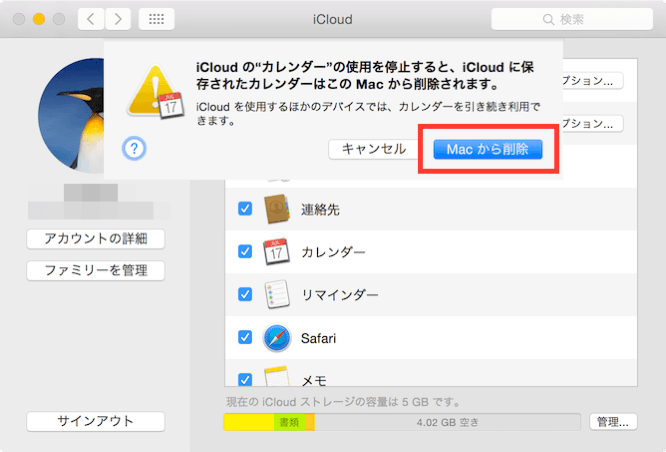 iCloud
検索
iCloud の“カレンダー”の使用を停止すると、iCloud に保
存されたカレンダーはこの Mac から削除されます。
iCloud を使用するほかのデバイスでは、カレンダーを引き続き利用で
きます。
?
キャンセル
Mac から削除
プション...
プション...
17
アカウントの詳細
ファミリーを管理
サインアウト
連絡先
17
カレンダー
リマインダー
Safari
メモ
現在の iCloud ストレージの容量は 5 GB です。
書類
4.02 GB 空き
管理...